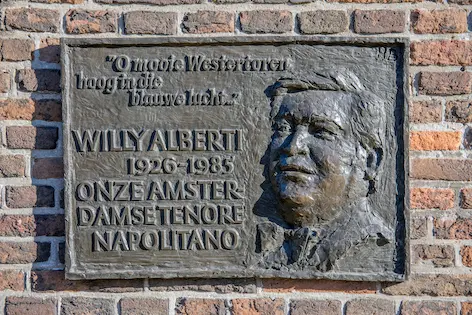 "O mooie Westertoren
hoog in die
blauwe lucht..."
WILLY ALBERTI
1926-1985
ONZE AMSTER-
DAMSE TENORE
NAPOLITANO